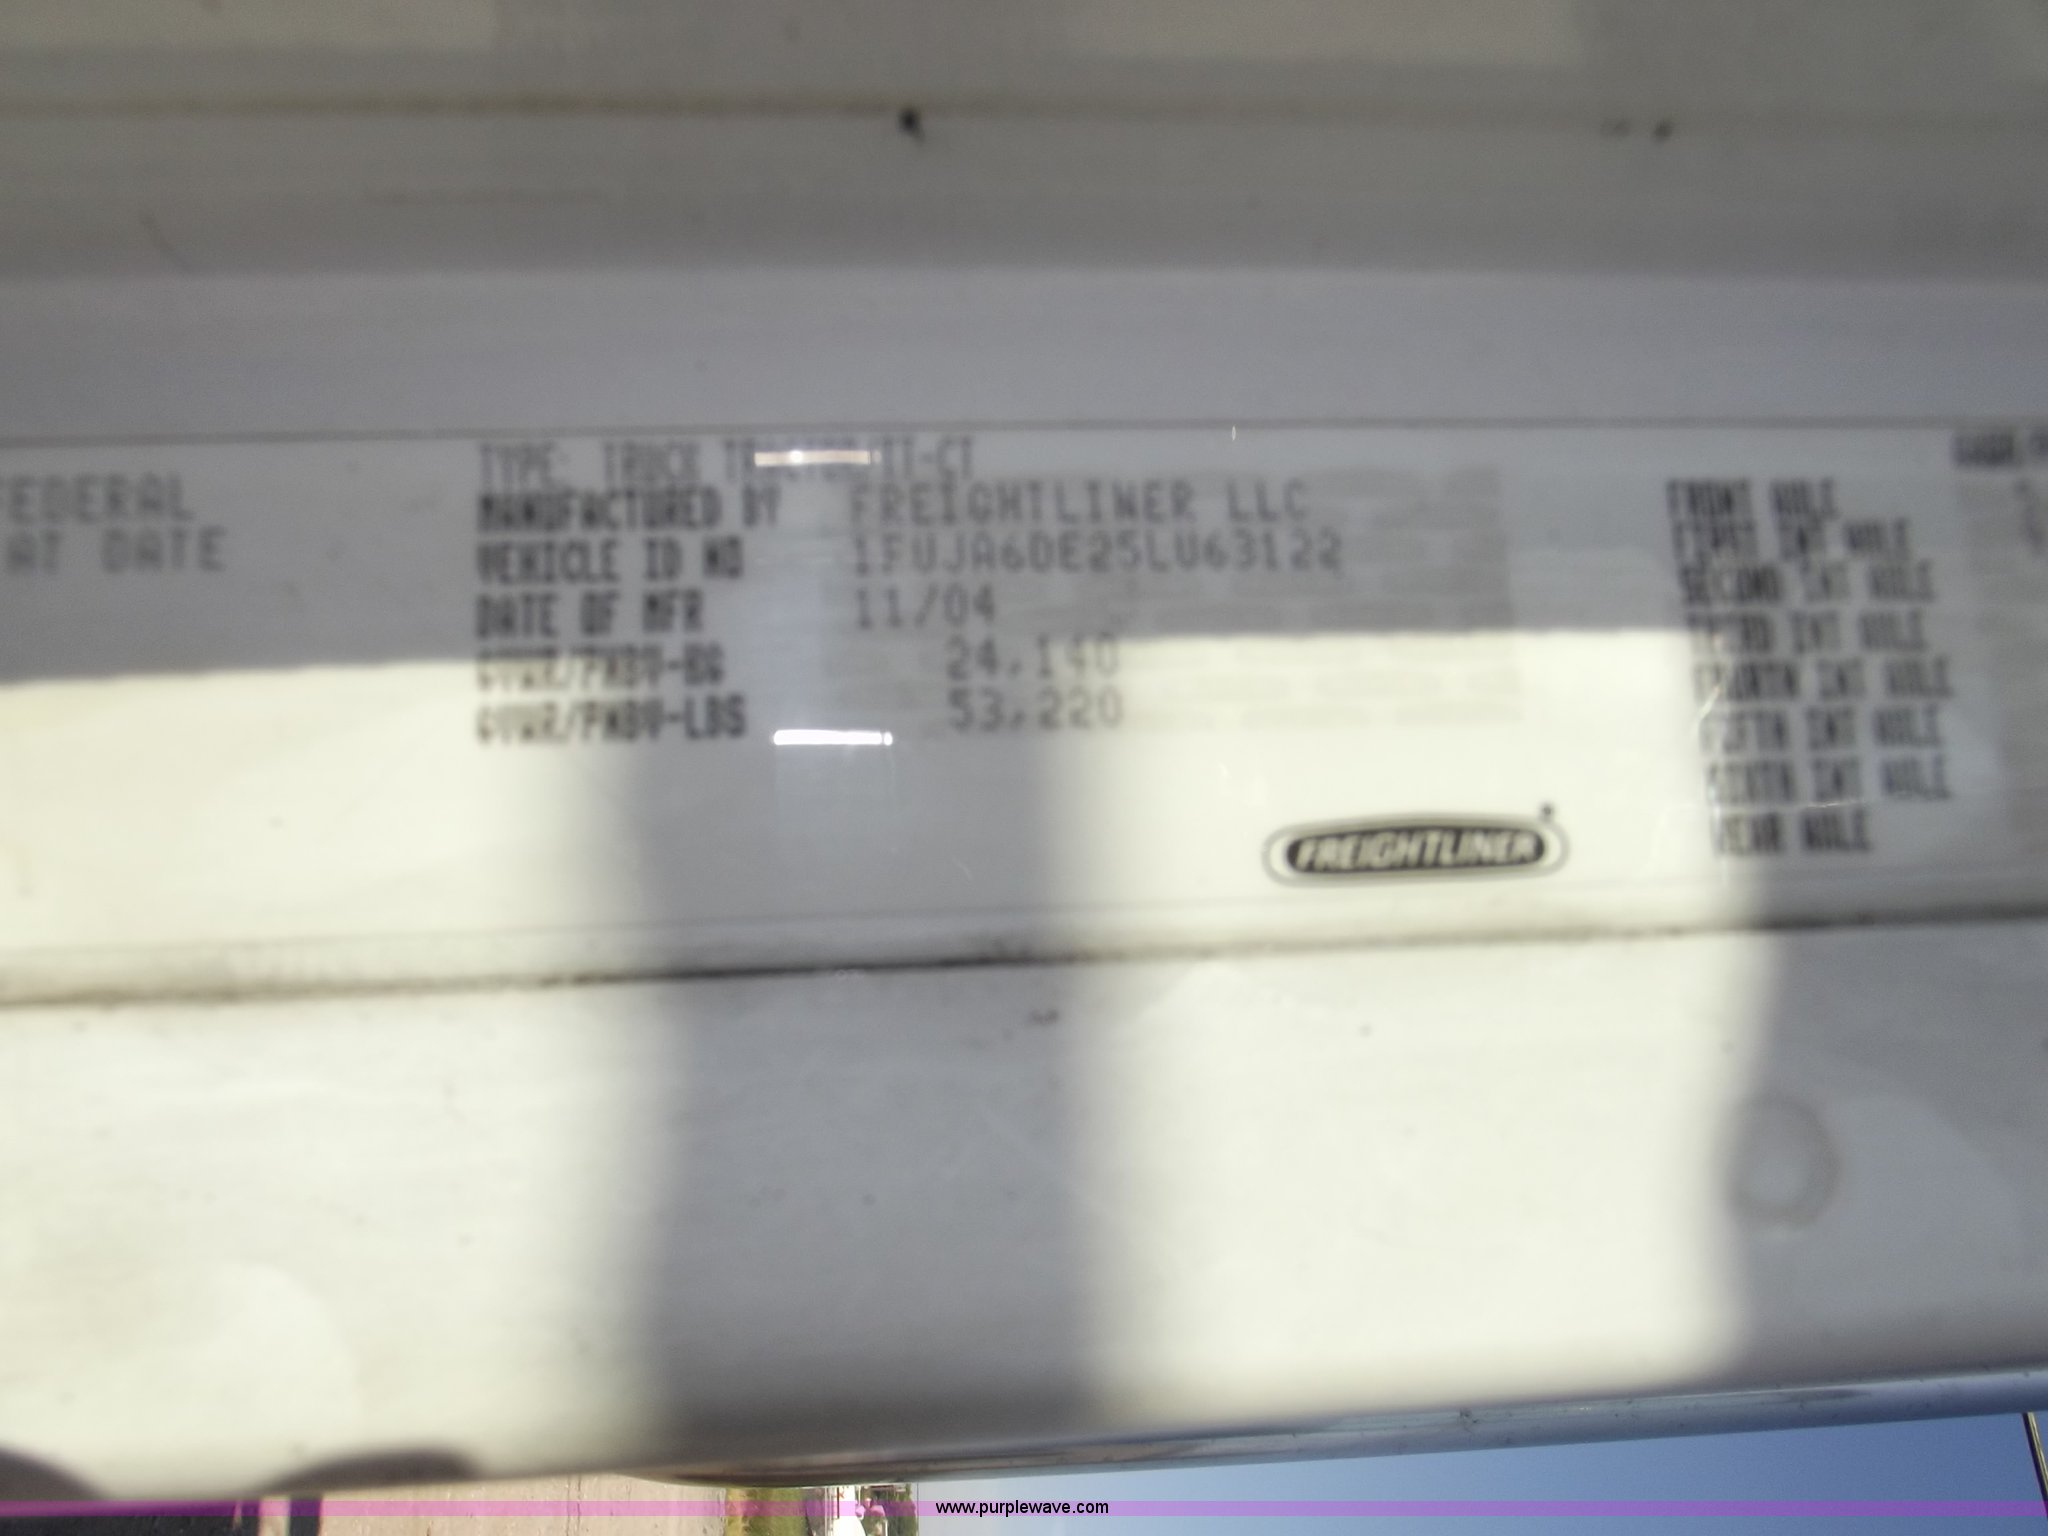 FEDERAL
AT DATE
TYPE: TRUCK TRACTOR
MANUFACTURED BY FREIGHTLINER LLC
VEHICLE ID NO 1FUJA6DE25LU63122
DATE OF MFR 11/04
GVWR/PNBV-KG 24,140
GVWR/PNBV-LBS 53,220
FREIGHTLINER
FRONT AXLE
FIRST INT AXLE
SECOND INT AXLE
THIRD INT AXLE
FOURTH INT AXLE
FIFTH INT AXLE
SIXTH INT AXLE
REAR AXLE
www.purplewave.com